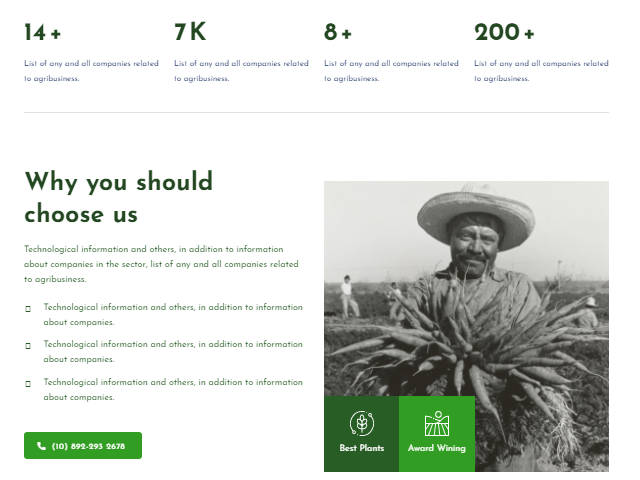 14+
7K
8+
200+
List of any and all companies related
to agribusiness.
List of any and all companies related
to agribusiness.
List of any and all companies related
to agribusiness.
List of any and all companies related
to agribusiness.
Why you should
choose us
Technological information and others, in addition to information
about companies in the sector, list of any and all companies related
to agribusiness.
Technological information and others, in addition to information
about companies.
Technological information and others, in addition to information
about companies.
Technological information and others, in addition to information
about companies.
(10) 892-293 2678
Best Plants
Award Wining